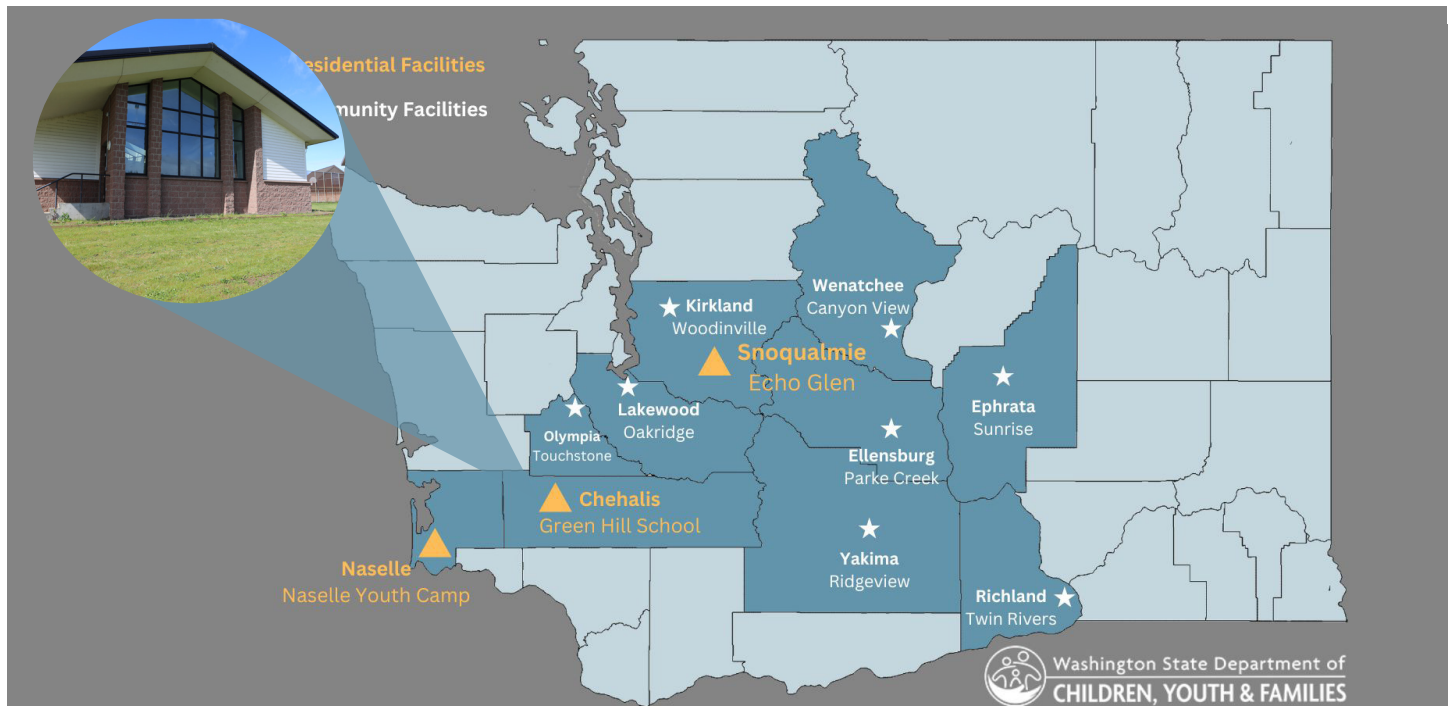 esidential Facilities
munity Facilities
Wenatchee
Canyon View
Kirkland
Woodinville
Snoqualmie
Echo Glen
Lakewood
Oakridge
Ephrata
Sunrise
Olympia
Touchstone
Ellensburg
Parke Creek
Chehalis
Green Hill School
Yakima
Ridgeview
Naselle
Naselle Youth Camp
Richland
Twin Rivers
Washington State Department of
CHILDREN, YOUTH & FAMILIES